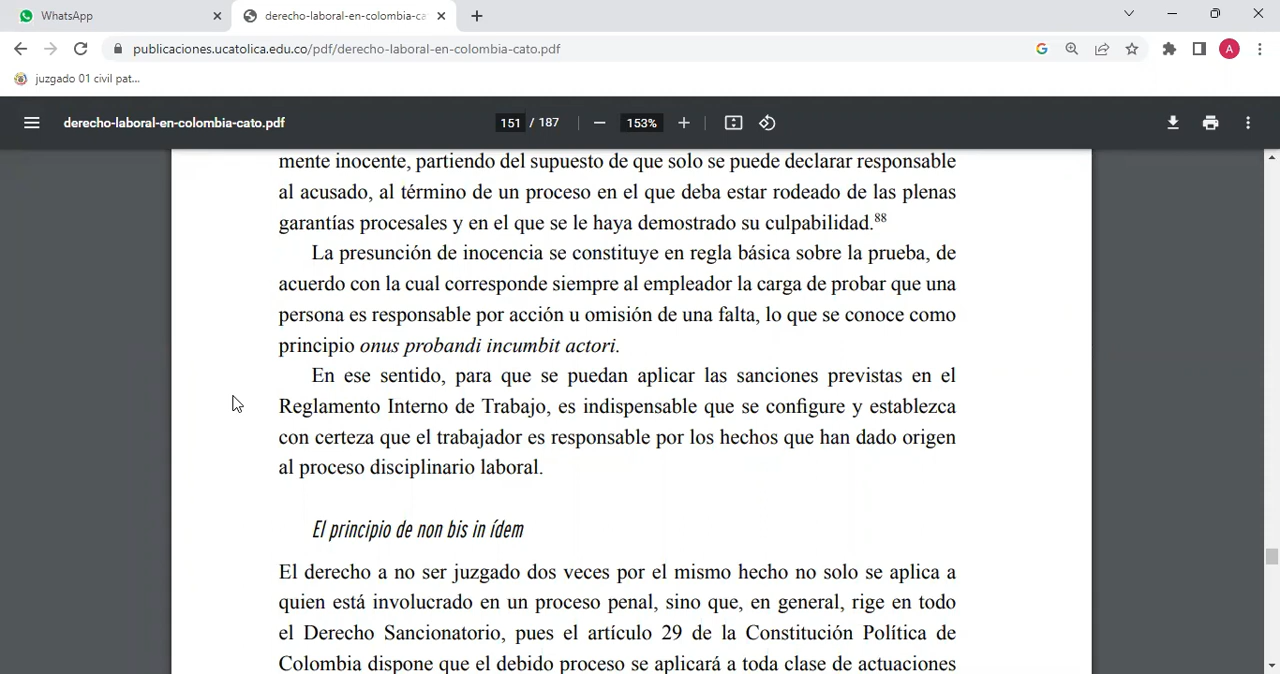 WhatsApp
derecho-laboral-en-colombia-ca
publicaciones.ucatolica.edu.co/pdf/derecho-laboral-en-colombia-cato.pdf
A
juzgado 01 civil pat...
derecho-laboral-en-colombia-cato.pdf
151 / 187
153%
mente inocente, partiendo del supuesto de que solo se puede declarar responsable
al acusado, al término de un proceso en el que deba estar rodeado de las plenas
garantías procesales y en el que se le haya demostrado su culpabilidad.88
La presunción de inocencia se constituye en regla básica sobre la prueba, de
acuerdo con la cual corresponde siempre al empleador la carga de probar que una
persona es responsable por acción u omisión de una falta, lo que se conoce como
principio onus probandi incumbit actori.
En ese sentido, para que se puedan aplicar las sanciones previstas en el
Reglamento Interno de Trabajo, es indispensable que se configure y establezca
con certeza que el trabajador es responsable por los hechos que han dado origen
al proceso disciplinario laboral.
El principio de non bis in ídem
El derecho a no ser juzgado dos veces por el mismo hecho no solo se aplica a
quien está involucrado en un proceso penal, sino que, en general, rige en todo
el Derecho Sancionatorio, pues el artículo 29 de la Constitución Política de
Colombia dispone que el debido proceso se aplicará a toda clase de actuaciones